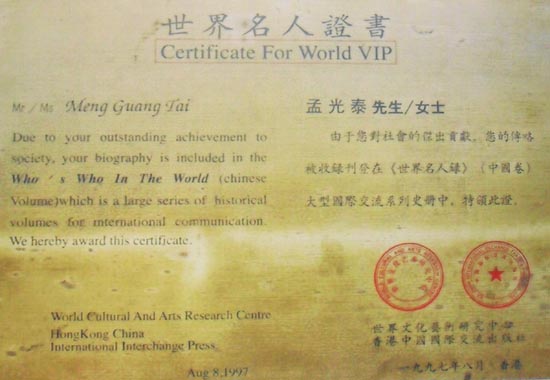 世界名人證書
Certificate For World VIP
Mr / Ms Meng Guang Tai
Due to your outstanding achievement to
society, your biography is included in the
Who's Who In The World (chinese
Volume)which is a large series of historical
volumes for international communication.
We hereby award this certificate.
孟光泰 先生/女士
由于您對社會的傑出貢獻，您的傳略
被收録刊發在《世界名人録》（中國卷）
大型國際交流系列史册中。特頒此證。
World Cultural And Arts Research Centre
HongKong China
International Interchange Press
Aug 8,1997
世界文化藝術研究中心
香港中國國際交流出版社
一九九七年八月·香港